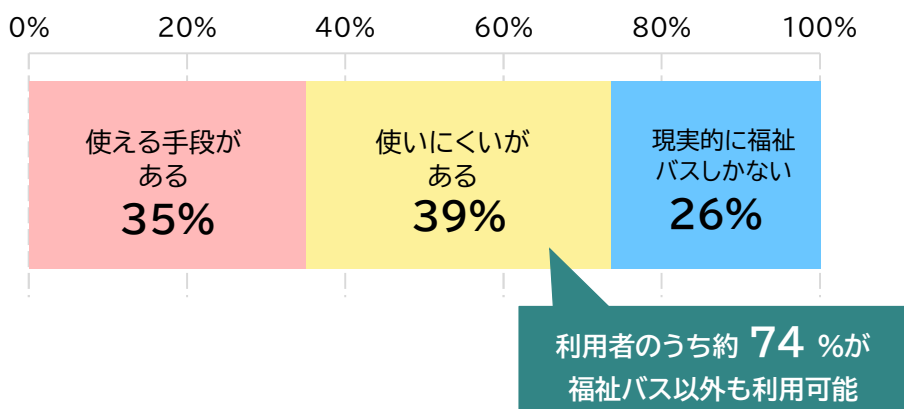 0% 20% 40% 60% 80% 100%
使える手段が
ある
35%
使いにくいが
ある
39%
現実的に福祉
バスしかない
26%
利用者のうち約 74 %が
福祉バス以外も利用可能